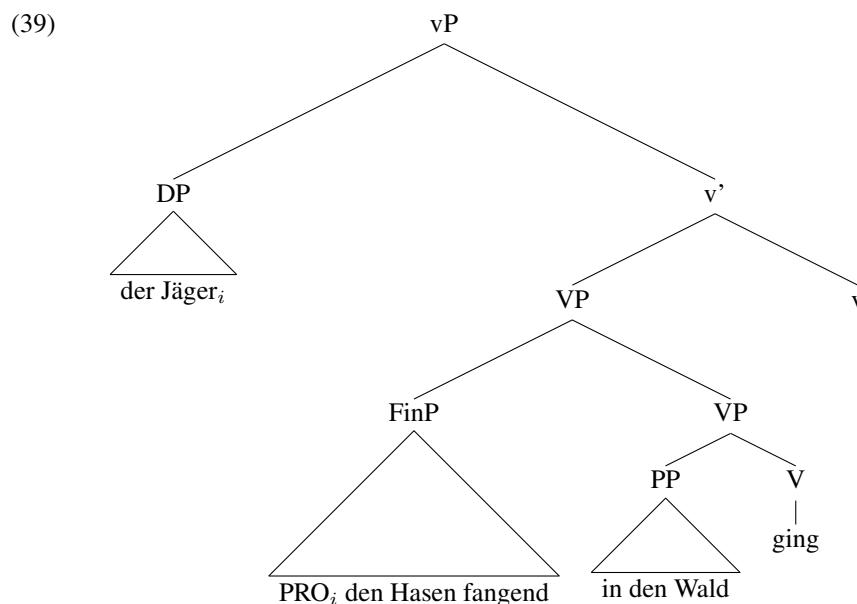 (39)
vP
DP
v'
der Jäger_i
VP
v
FinP
VP
PP
V
ging
PRO_i den Hasen fangend
in den Wald